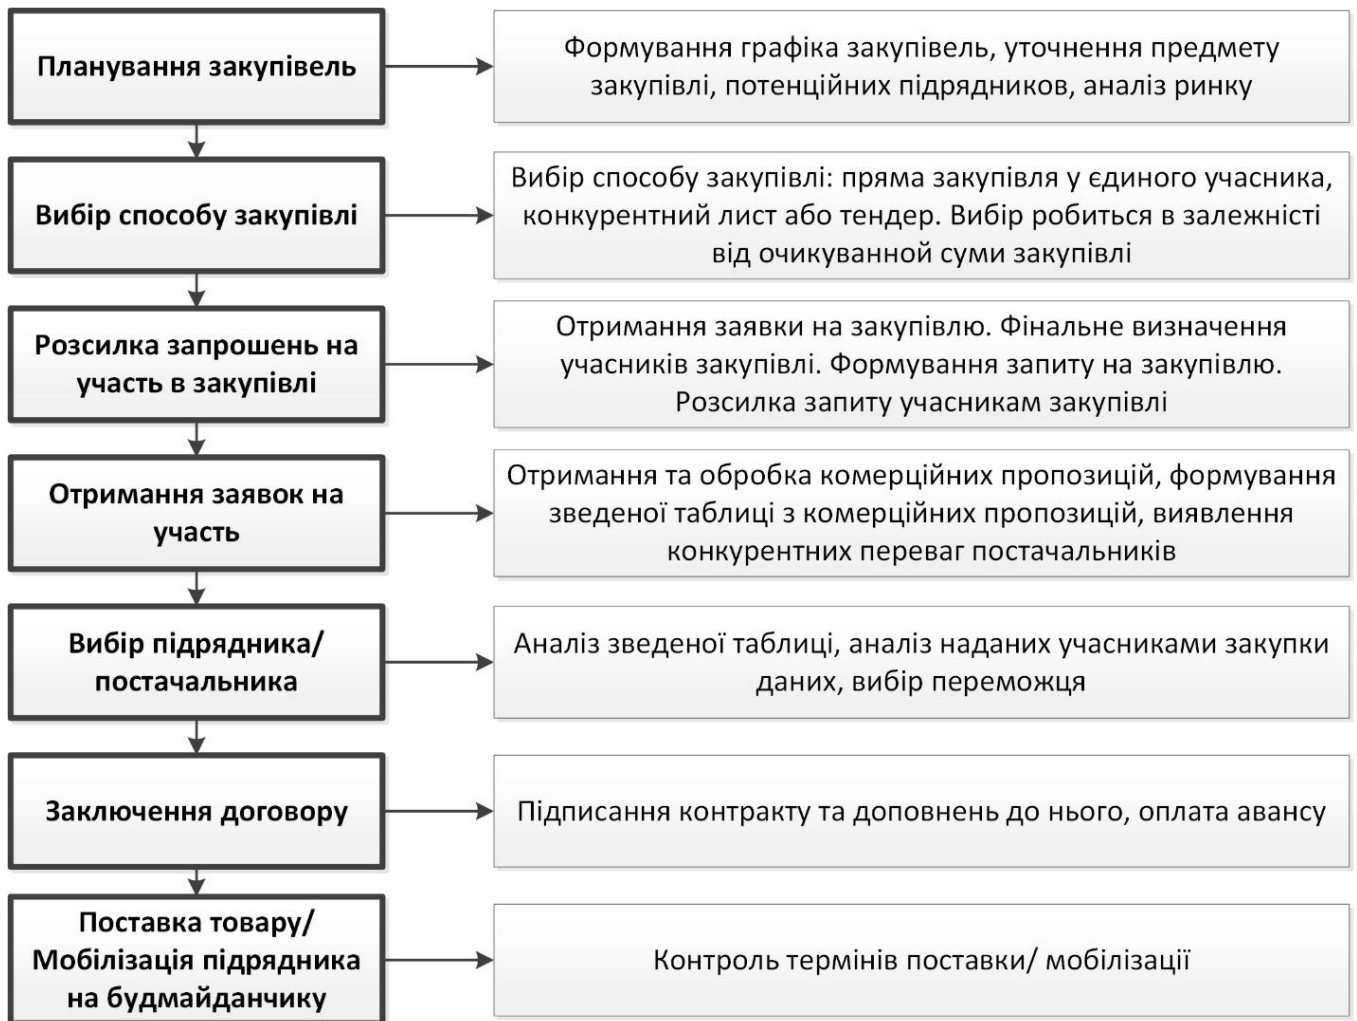 Планування закупівель
Формування графіка закупівель, уточнення предмету
закупівлі, потенційних підрядників, аналіз ринку
Вибір способу закупівлі
Вибір способу закупівлі: пряма закупівля у єдиного учасника,
конкурентний лист або тендер. Вибір робиться в залежністі
від очикуванної суми закупівлі
Розсилка запрошень на
участь в закупівлі
Отримання заявки на закупівлю. Фінальне визначення
учасників закупівлі. Формування запиту на закупівлю.
Розсилка запиту учасникам закупівлі
Отримання заявок на
участь
Отримання та обробка комерційних пропозицій, формування
зведеної таблиці з комерційних пропозицій, виявлення
конкурентних переваг постачальників
Вибір підрядника/
постачальника
Аналіз зведеної таблиці, аналіз наданих учасниками закупки
даних, вибір переможця
Заключення договору
Підписання контракту та доповнень до нього, оплата авансу
Поставка товару/
Мобілізація підрядника
на будмайданчику
Контроль термінів поставки/ мобілізації